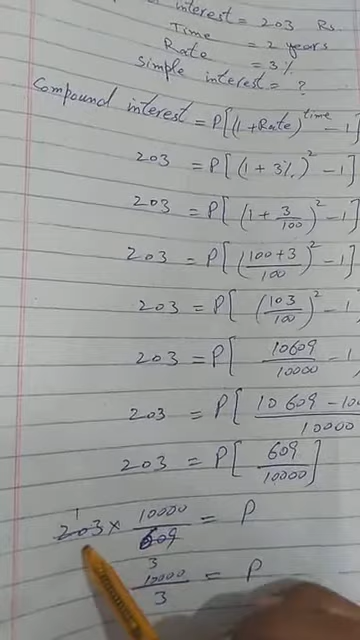 interest = 203 Rs.
Time = 2 years
Rate = 3%
Simple interest = ?
Compound interest = P[(1+Rate)^time - 1]
203 = P[(1 + 3%)^2 - 1]
203 = P[(1 + 3/100)^2 - 1]
203 = P[(100+3/100)^2 - 1]
203 = P[(103/100)^2 - 1
203 = P[10609/10000 - 1
203 = P[10609 - 10/10000
203 = P[609/10000]
1
203 × 10000/609 = P
3
10000/3 = P